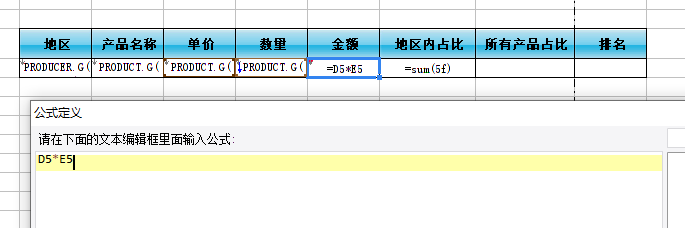 地区 产品名称 单价 数量 金额 地区内占比 所有产品占比 排名
PRODUCER.G( PRODUCT.G( PRODUCT.G( PRODUCT.G( =D5*E5 =sum(5f)
公式定义
请在下面的文本编辑框里面输入公式:
D5*E5